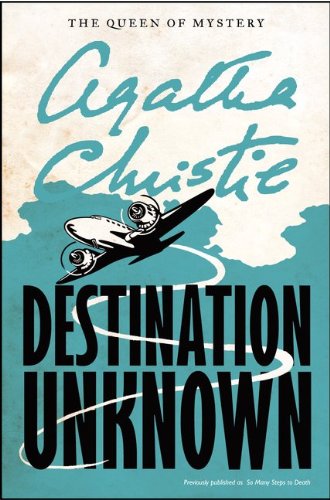 THE QUEEN OF MYSTERY
Agatha
Christie
DESTINATION
UNKNOWN
Previously published as So Many Steps to Death